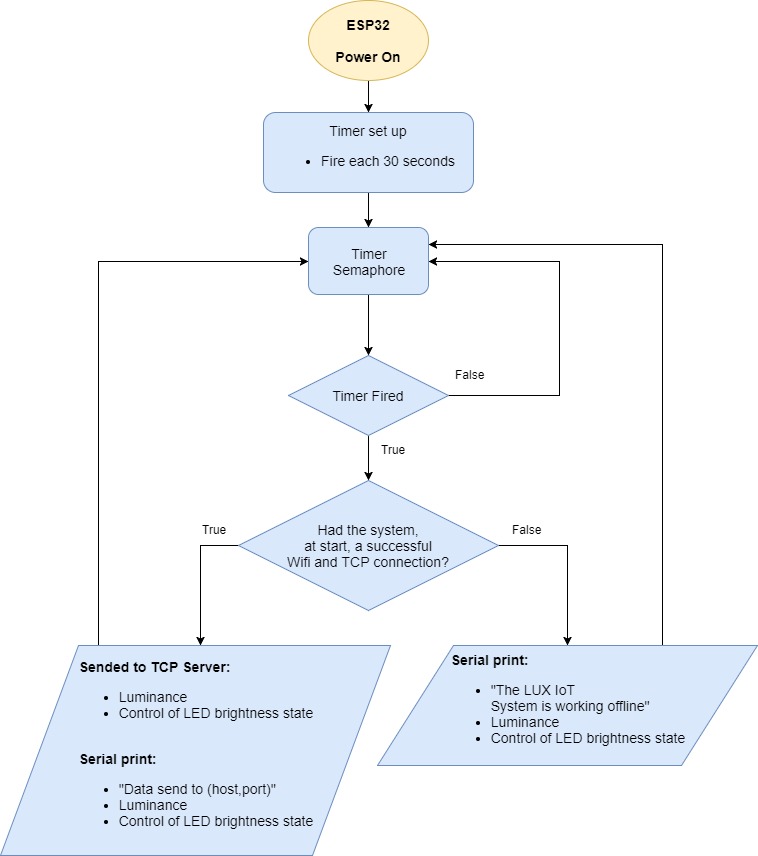 ESP32
Power On
Timer set up
• Fire each 30 seconds
Timer
Semaphore
False
Timer Fired
True
True
Had the system,
at start, a successful
Wifi and TCP connection?
False
Sended to TCP Server:
• Luminance
• Control of LED brightness state
Serial print:
• "Data send to (host,port)"
• Luminance
• Control of LED brightness state
Serial print:
• "The LUX IoT
System is working offline"
• Luminance
• Control of LED brightness state